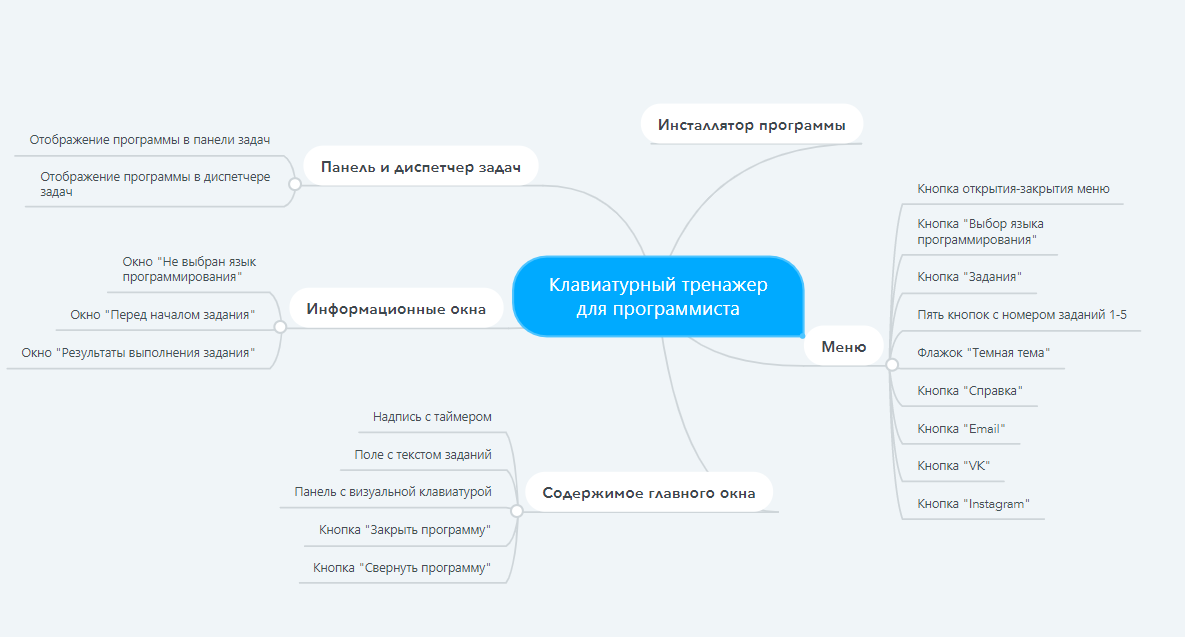 Клавиатурный тренажер
для программиста
Инсталлятор программы
Панель и диспетчер задач
Отображение программы в панели задач
Отображение программы в диспетчере
задач
Информационные окна
Окно "Не выбран язык
программирования"
Окно "Перед началом задания"
Окно "Результаты выполнения задания"
Меню
Кнопка открытия-закрытия меню
Кнопка "Выбор языка
программирования"
Кнопка "Задания"
Пять кнопок с номером заданий 1-5
Флажок "Темная тема"
Кнопка "Справка"
Кнопка "Email"
Кнопка "VK"
Кнопка "Instagram"
Содержимое главного окна
Надпись с таймером
Поле с текстом заданий
Панель с визуальной клавиатурой
Кнопка "Закрыть программу"
Кнопка "Свернуть программу"